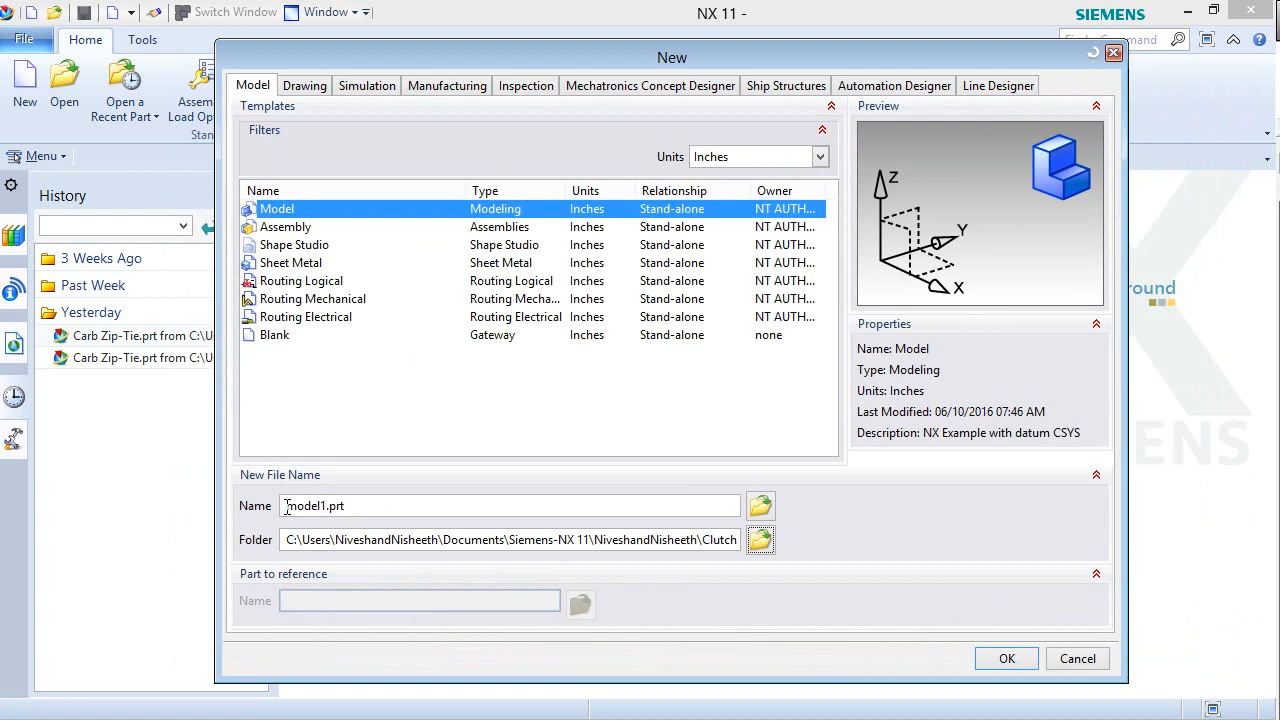 Switch Window
Window
NX 11 -
SIEMENS
File
Home
Tools
Command
New
Open
Open a
Recent Part
Assem
Load Op
Stan
Menu
History
3 Weeks Ago
Past Week
Yesterday
Carb Zip-Tie.prt from C:\U
Carb Zip-Tie.prt from C:\U
New
Model
Drawing
Simulation
Manufacturing
Inspection
Mechatronics Concept Designer
Ship Structures
Automation Designer
Line Designer
Templates
Filters
Units
Inches
Name Type Units Relationship Owner
Model Modeling Inches Stand-alone NT AUTH...
Assembly Assemblies Inches Stand-alone NT AUTH...
Shape Studio Shape Studio Inches Stand-alone NT AUTH...
Sheet Metal Sheet Metal Inches Stand-alone NT AUTH...
Routing Logical Routing Logical Inches Stand-alone NT AUTH...
Routing Mechanical Routing Mecha... Inches Stand-alone NT AUTH...
Routing Electrical Routing Electrical Inches Stand-alone NT AUTH...
Blank Gateway Inches Stand-alone none
Preview
Z
Y
X
Properties
Name: Model
Type: Modeling
Units: Inches
Last Modified: 06/10/2016 07:46 AM
Description: NX Example with datum CSYS
New File Name
Name model1.prt
Folder C:\Users\NiveshandNisheeth\Documents\Siemens-NX 11\NiveshandNisheeth\Clutch
Part to reference
Name
OK
Cancel
round
ENS